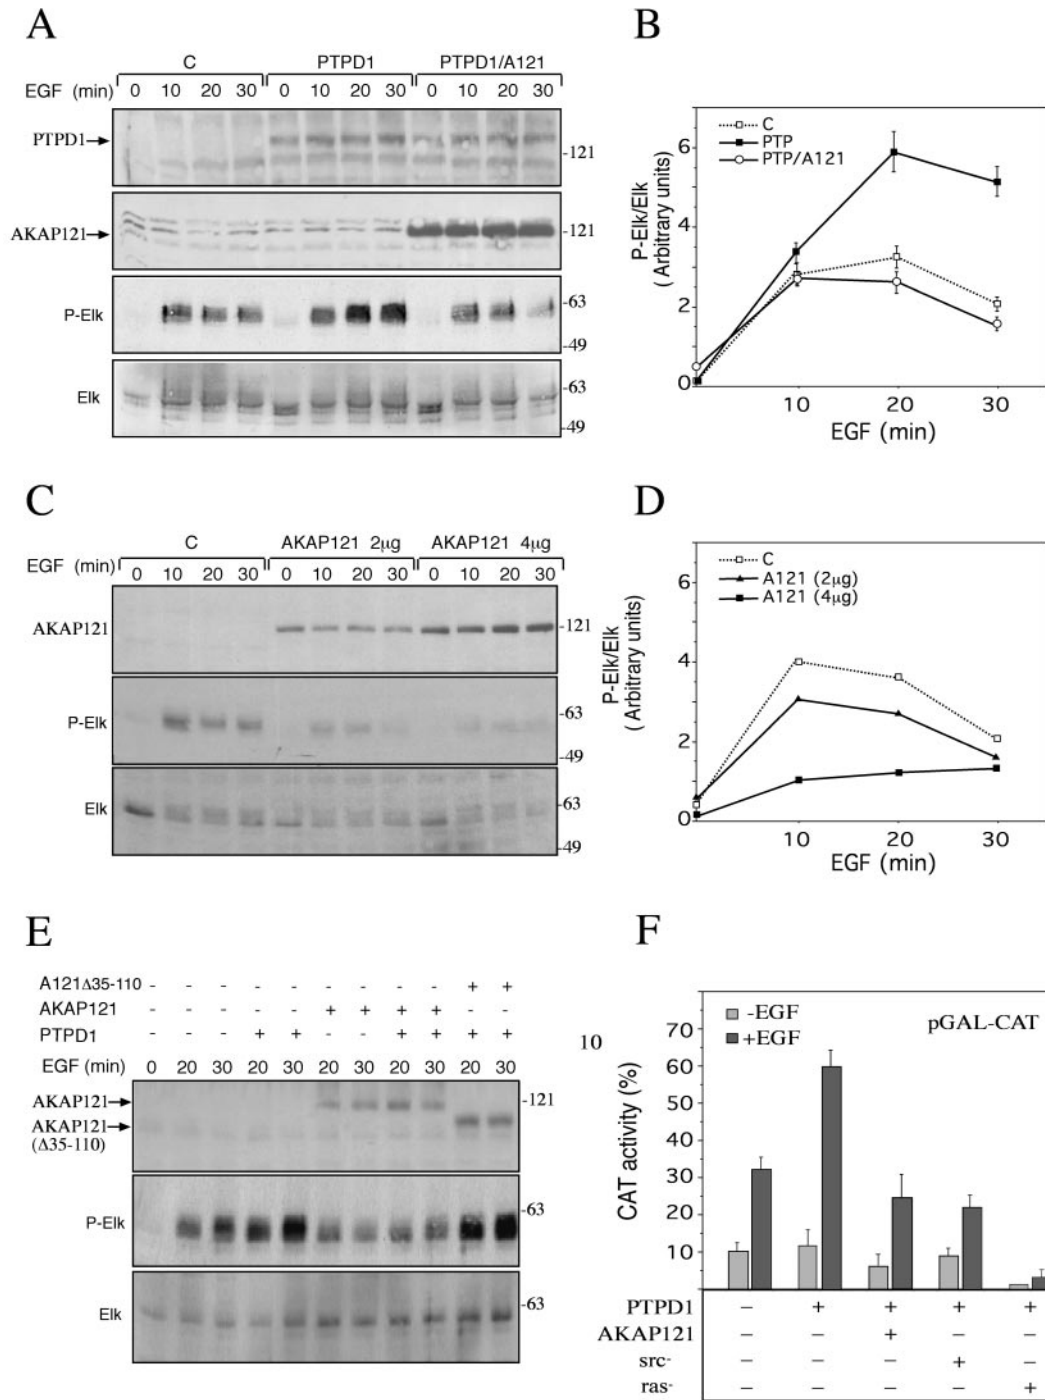 A
C PTPD1 PTPD1/A121
EGF (min) 0 10 20 30 0 10 20 30 0 10 20 30
PTPD1
-121
AKAP121
-121
P-Elk
-63
-49
Elk
-63
-49
B
C
PTP
PTP/A121
P-Elk/Elk
( Arbitrary units)
6
4
2
0
10 20 30
EGF (min)
C
C AKAP121 2µg AKAP121 4µg
EGF (min) 0 10 20 30 0 10 20 30 0 10 20 30
AKAP121
-121
P-Elk
-63
-49
Elk
-63
-49
D
C
A121 (2µg)
A121 (4µg)
P-Elk/Elk
( Arbitrary units)
6
4
2
0
10 20 30
EGF (min)
E
A121Δ35-110 - - - - - - - - - + +
AKAP121 - - - - - + + + + - -
PTPD1 - - - + + - - + + + +
EGF (min) 0 20 30 20 30 20 30 20 30 20 30
AKAP121
-121
AKAP121
(Δ35-110)
P-Elk
-63
Elk
-63
10
F
-EGF
+EGF
pGAL-CAT
CAT activity (%)
70
60
50
40
30
20
10
PTPD1 – + + + +
AKAP121 – – + – –
src- – – – + –
ras- – – – – +